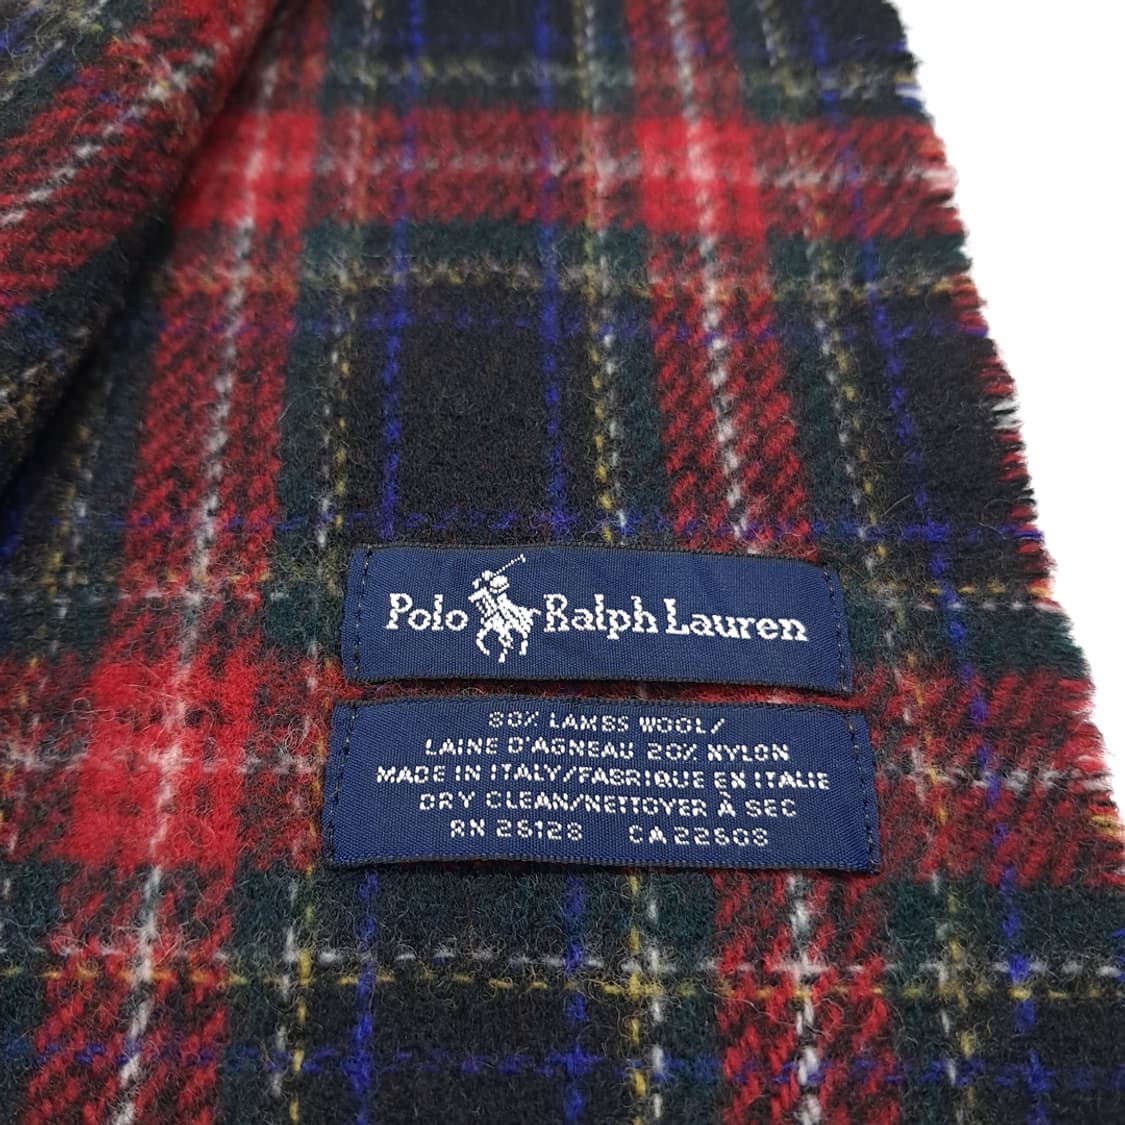 Polo Ralph Lauren
80% LAMBS WOOL/
LAINE D'AGNEAU 20% NYLON
MADE IN ITALY/FABRIQUE EN ITALIE
DRY CLEAN/NETTOYER À SEC
RN 26128 CA 22608